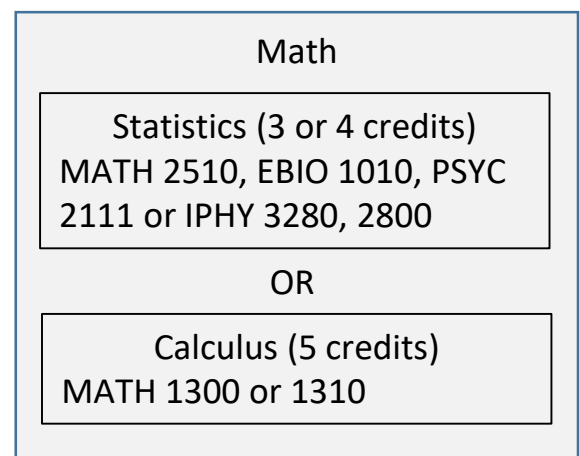 Math
Statistics (3 or 4 credits)
MATH 2510, EBIO 1010, PSYC
2111 or IPHY 3280, 2800
OR
Calculus (5 credits)
MATH 1300 or 1310